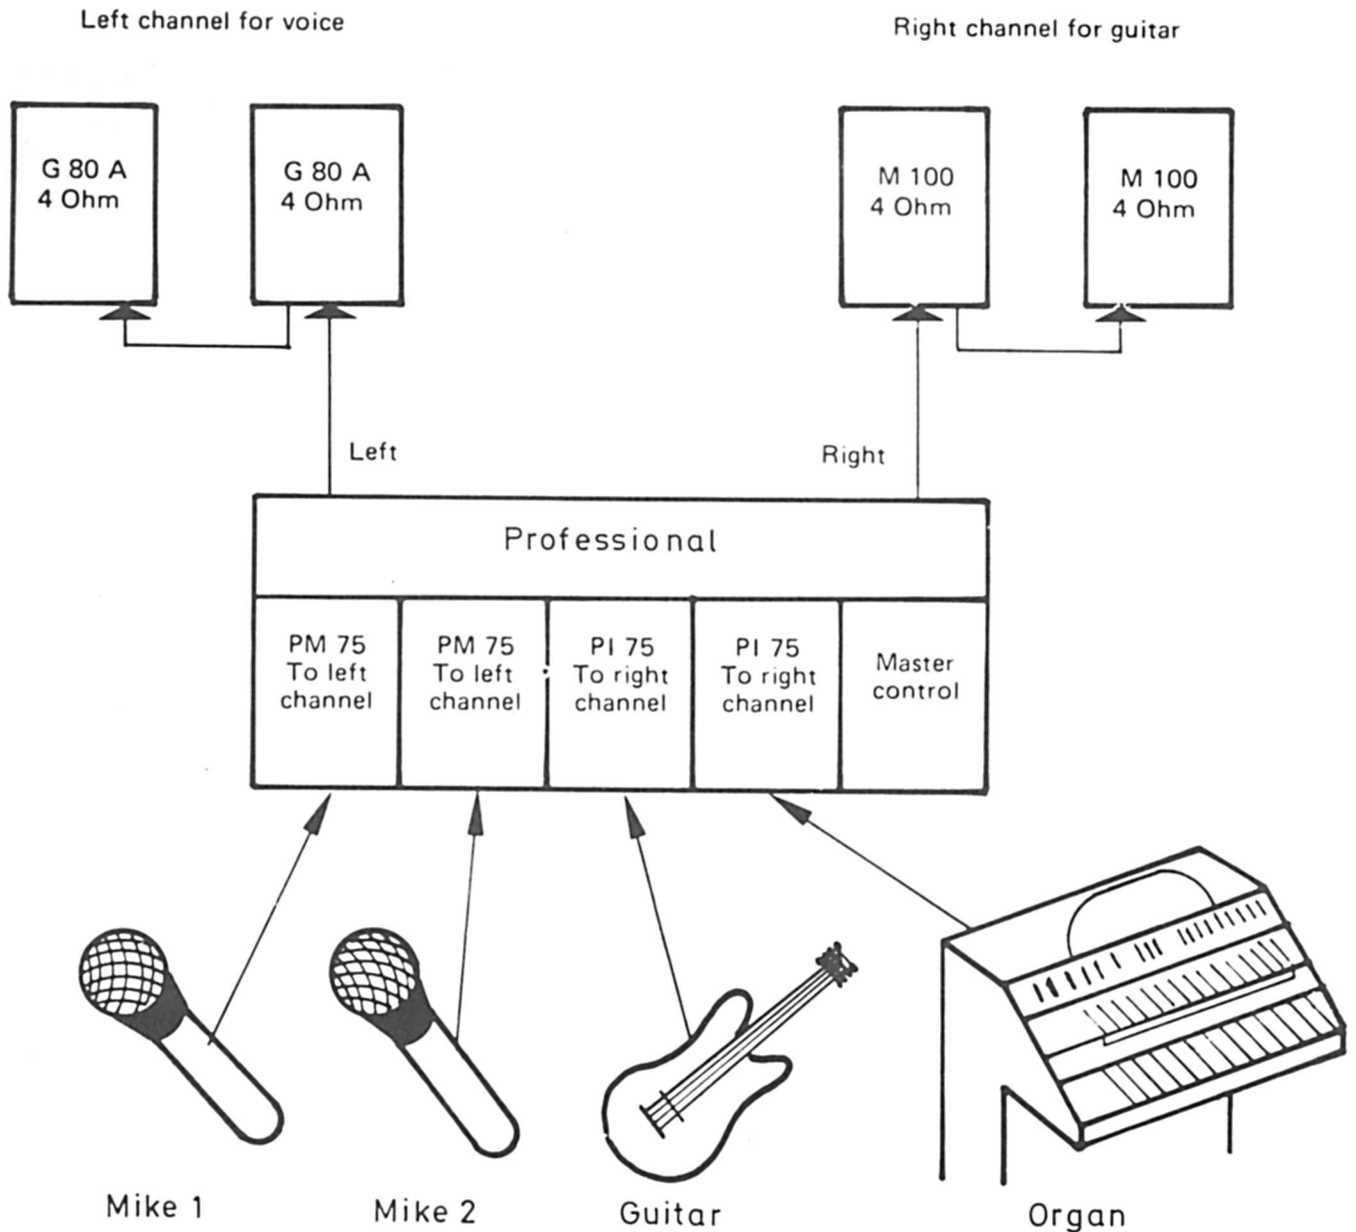 Left channel for voice
Right channel for guitar
G 80 A
4 Ohm
G 80 A
4 Ohm
M 100
4 Ohm
M 100
4 Ohm
Left
Right
Professional
PM 75
To left
channel
PM 75
To left
channel
PI 75
To right
channel
PI 75
To right
channel
Master
control
Mike 1
Mike 2
Guitar
Organ